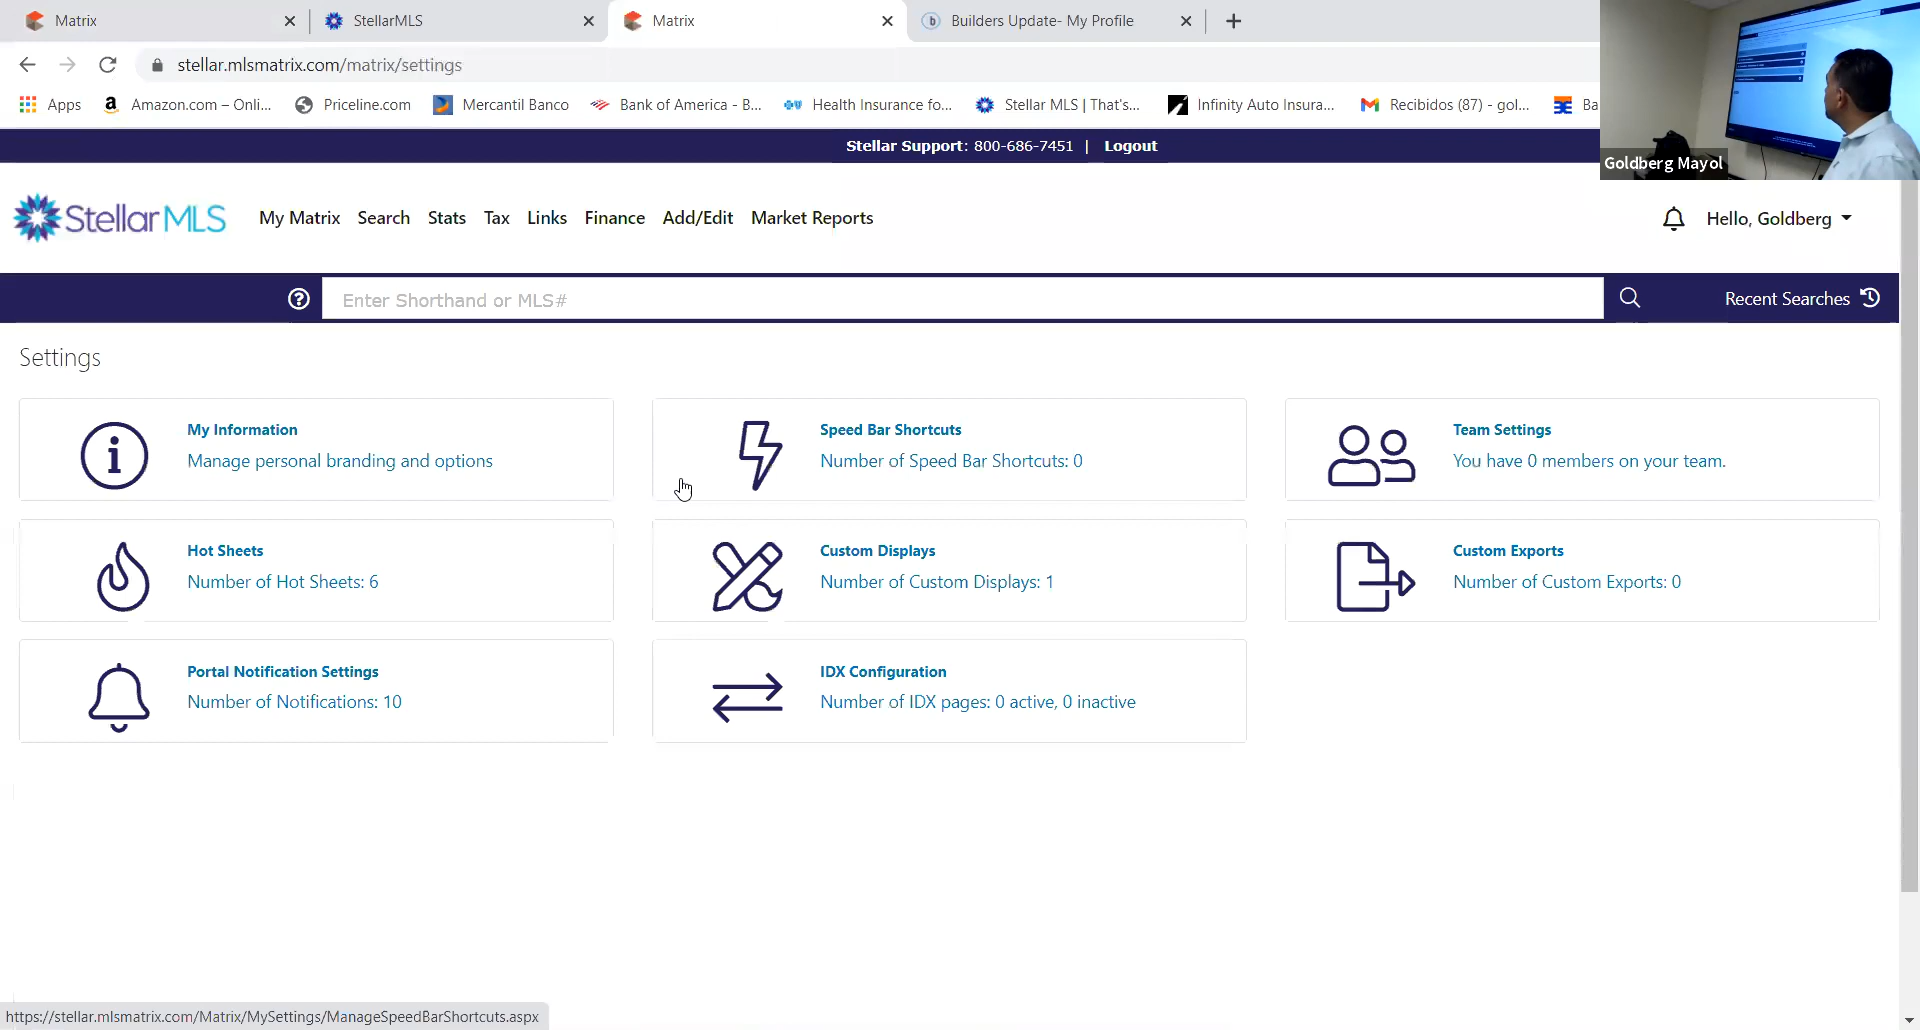 Matrix
StellarMLS
Matrix
Builders Update- My Profile
stellar.mlsmatrix.com/matrix/settings
Apps
Amazon.com – Onli...
Priceline.com
Mercantil Banco
Bank of America - B...
Health Insurance fo...
Stellar MLS | That's...
Infinity Auto Insura...
Recibidos (87) - gol...
Ba
Goldberg Mayol
Stellar Support: 800-686-7451 | Logout
StellarMLS
My Matrix Search Stats Tax Links Finance Add/Edit Market Reports
Hello, Goldberg
Enter Shorthand or MLS#
Recent Searches
Settings
My Information
Manage personal branding and options
Speed Bar Shortcuts
Number of Speed Bar Shortcuts: 0
Team Settings
You have 0 members on your team.
Hot Sheets
Number of Hot Sheets: 6
Custom Displays
Number of Custom Displays: 1
Custom Exports
Number of Custom Exports: 0
Portal Notification Settings
Number of Notifications: 10
IDX Configuration
Number of IDX pages: 0 active, 0 inactive
https://stellar.mlsmatrix.com/Matrix/MySettings/ManageSpeedBarShortcuts.aspx